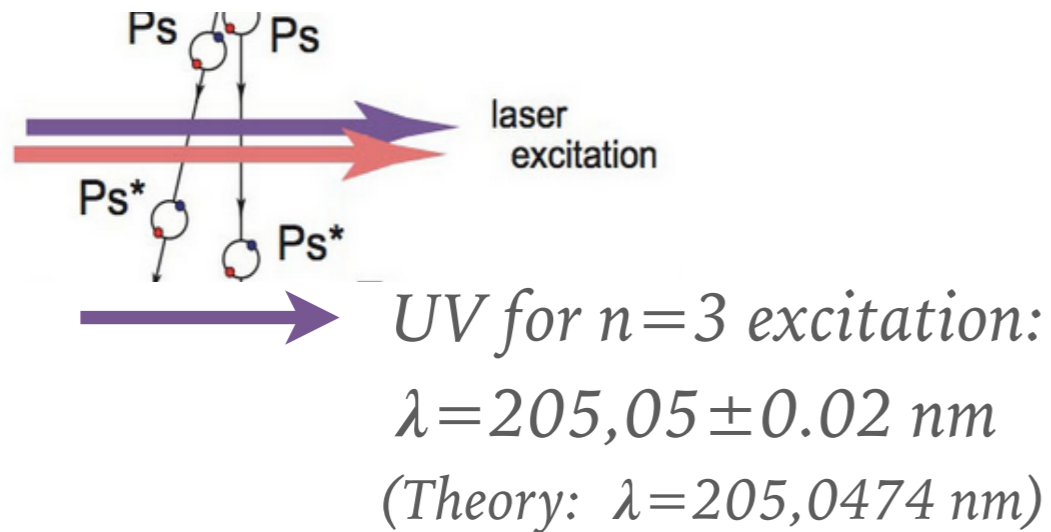 Ps Ps
laser
excitation
Ps*
Ps*
UV for n=3 excitation:
λ=205,05±0.02 nm
(Theory: λ=205,0474 nm)